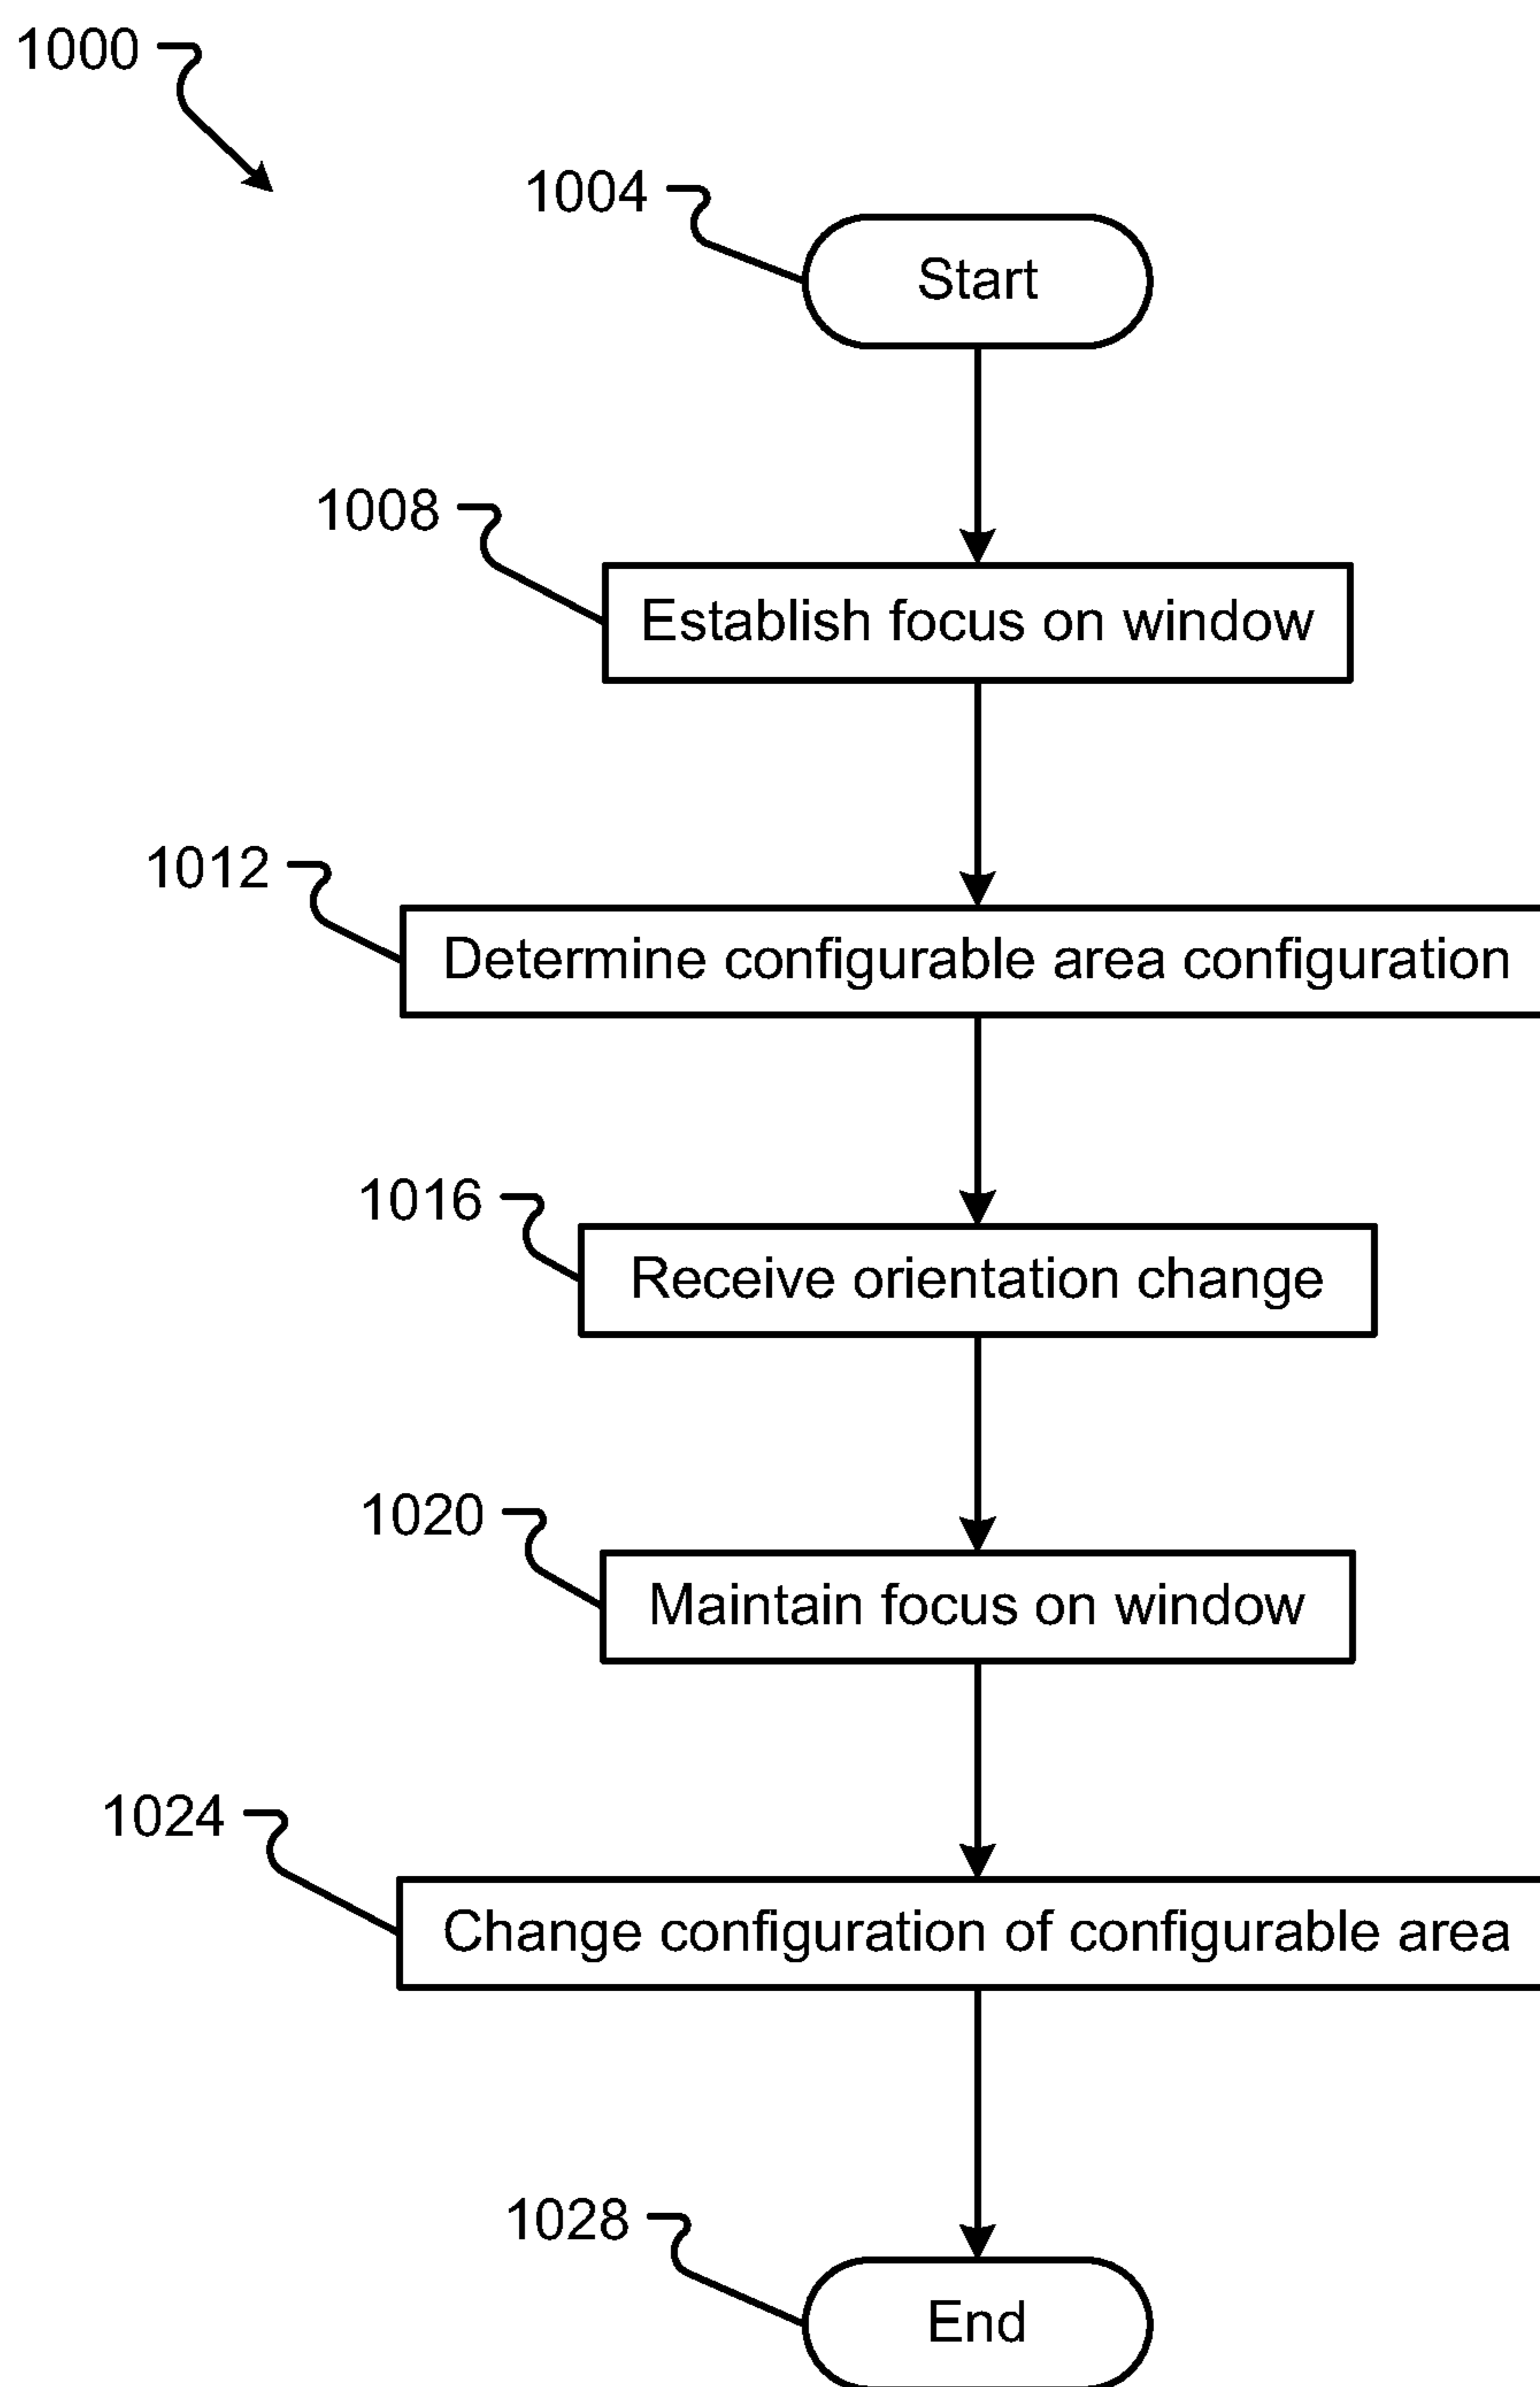 1000
1004
Start
1008
Establish focus on window
1012
Determine configurable area configuration
1016
Receive orientation change
1020
Maintain focus on window
1024
Change configuration of configurable area
1028
End